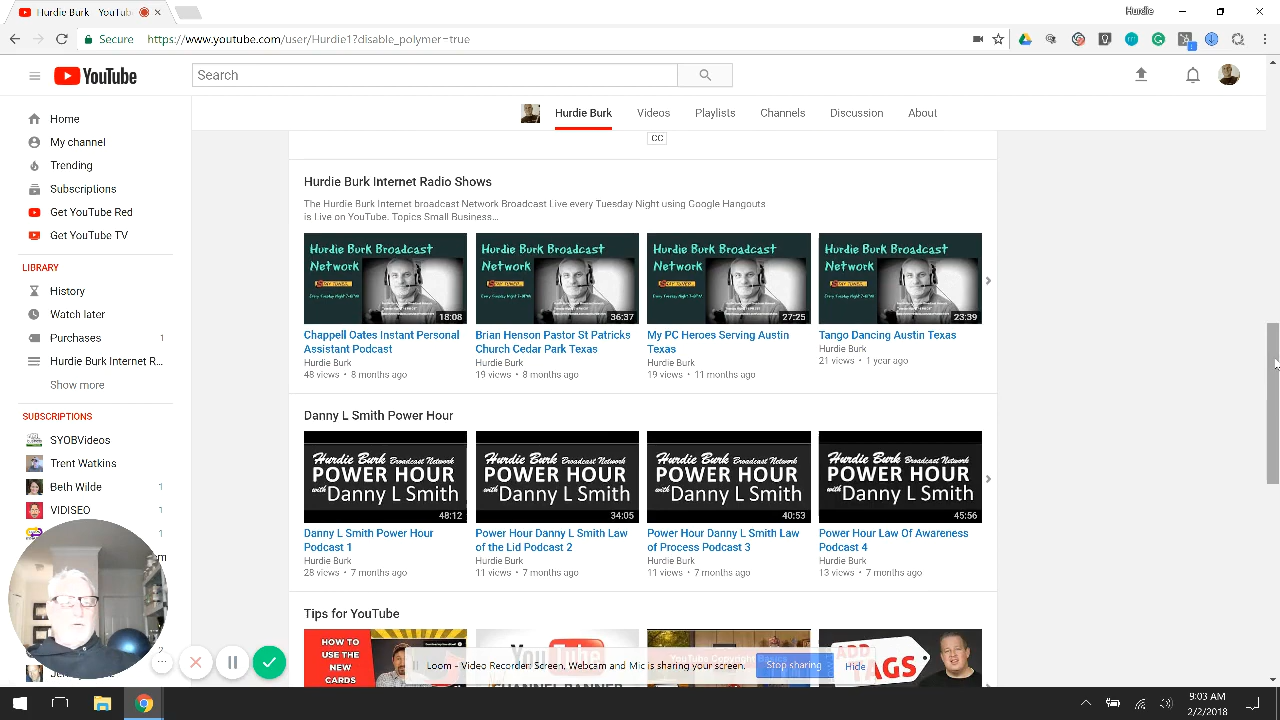 Hurdie Burk - YouTub
Hurdie
Secure
https://www.youtube.com/user/Hurdie1?disable_polymer=true
YouTube
Search
Hurdie Burk
Videos
Playlists
Channels
Discussion
About
Home
My channel
Trending
Subscriptions
Get YouTube Red
Get YouTube TV
LIBRARY
History
Watch later
Purchases 1
Hurdie Burk Internet R...
Show more
SUBSCRIPTIONS
SYOBVideos
Trent Watkins
Beth Wilde 1
VIDISEO 1
CC
Hurdie Burk Internet Radio Shows
The Hurdie Burk Internet broadcast Network Broadcast Live every Tuesday Night using Google Hangouts
is Live on YouTube. Topics Small Business...
Hurdie Burk Broadcast
Network
18:08
Hurdie Burk Broadcast
Network
36:37
Hurdie Burk Broadcast
Network
27:25
Hurdie Burk Broadcast
Network
23:39
Chappell Oates Instant Personal
Assistant Podcast
Hurdie Burk
48 views • 8 months ago
Brian Henson Pastor St Patricks
Church Cedar Park Texas
Hurdie Burk
19 views • 8 months ago
My PC Heroes Serving Austin
Texas
Hurdie Burk
19 views • 11 months ago
Tango Dancing Austin Texas
Hurdie Burk
21 views • 1 year ago
Danny L Smith Power Hour
Hurdie Burk Broadcast Network
POWER HOUR
with Danny L Smith
48:12
Hurdie Burk Broadcast Network
POWER HOUR
with Danny L Smith
34:05
Hurdie Burk Broadcast Network
POWER HOUR
with Danny L Smith
40:53
Hurdie Burk Broadcast Network
POWER HOUR
with Danny L Smith
45:56
Danny L Smith Power Hour
Podcast 1
Hurdie Burk
28 views • 7 months ago
Power Hour Danny L Smith Law
of the Lid Podcast 2
Hurdie Burk
11 views • 7 months ago
Power Hour Danny L Smith Law
of Process Podcast 3
Hurdie Burk
11 views • 7 months ago
Power Hour Law Of Awareness
Podcast 4
Hurdie Burk
13 views • 7 months ago
Tips for YouTube
HOW TO
USE THE
NEW
CARDS
ADD
TAGS
Loom - Video Recorder: Screen, Webcam and Mic is sharing your screen.
Stop sharing
Hide
9:03 AM
2/2/2018